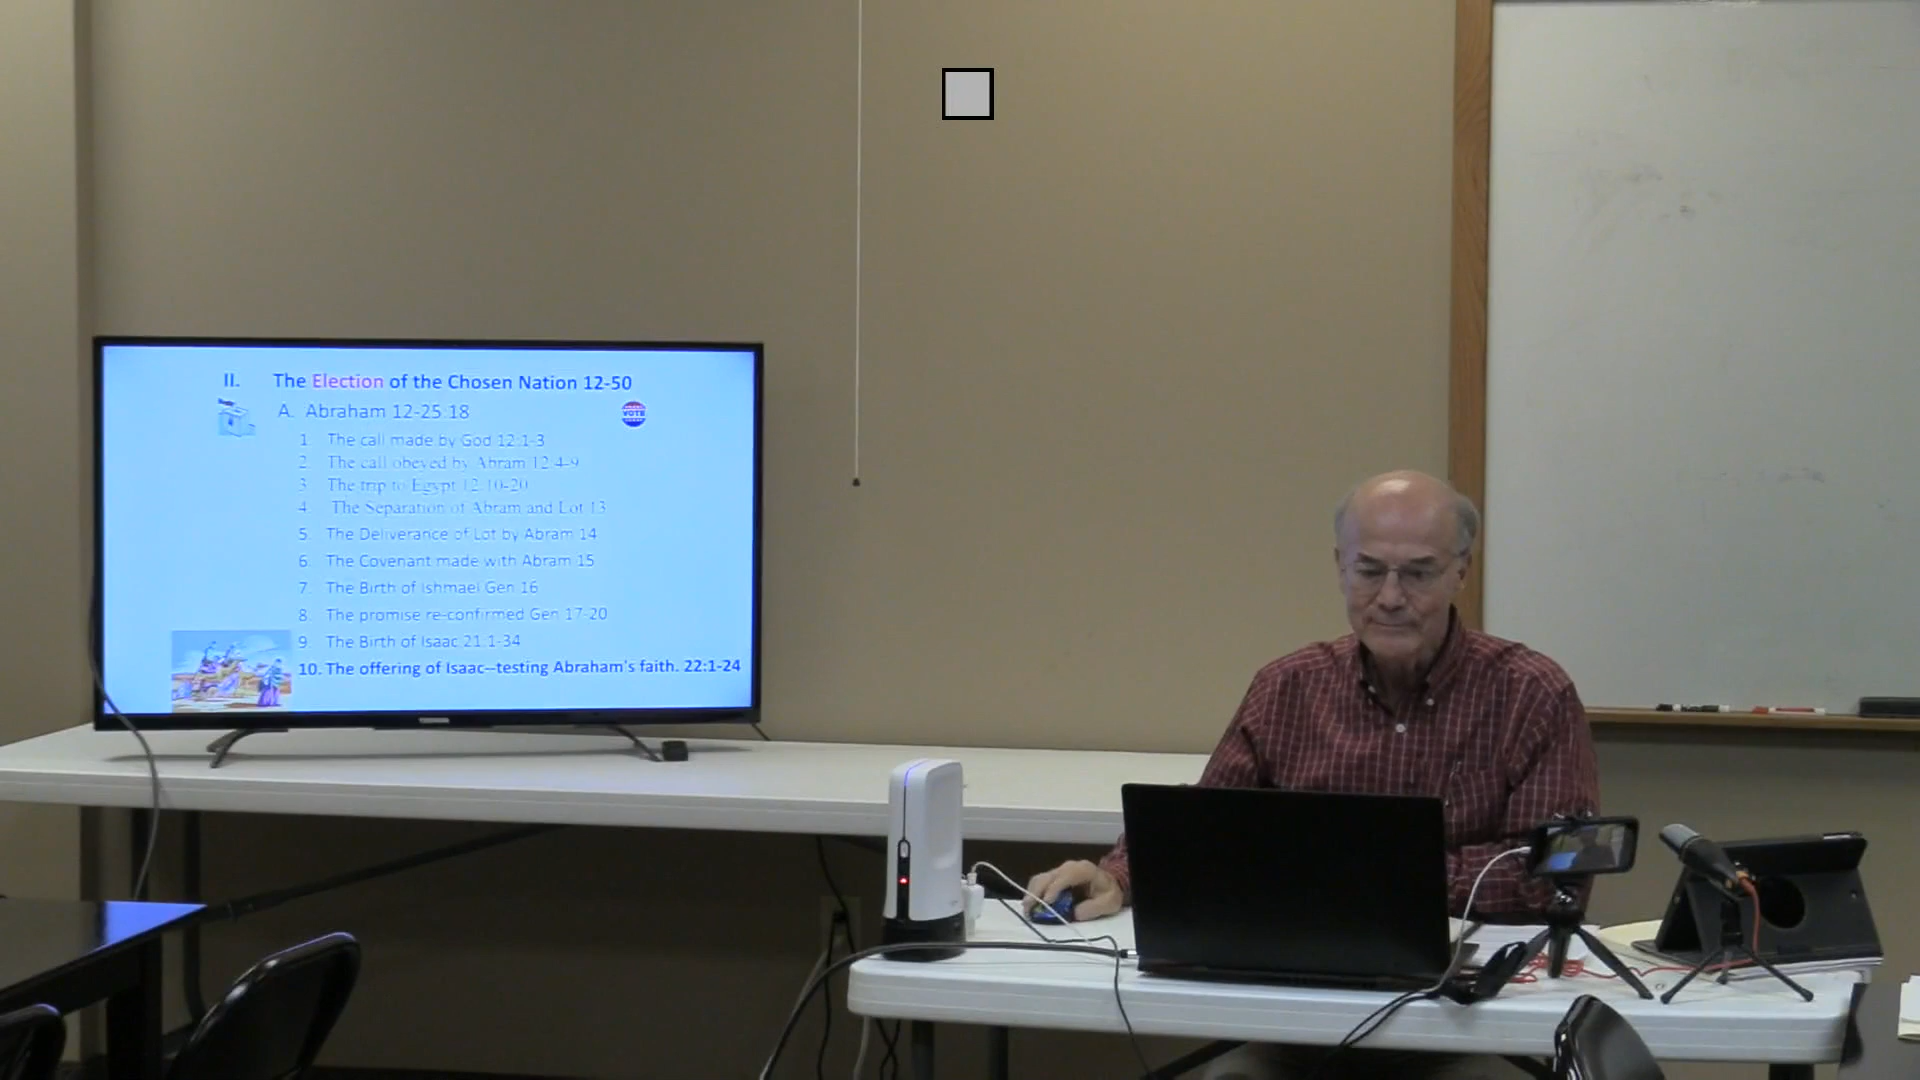 II. The Election of the Chosen Nation 12-50
A. Abraham 12-25:18
VOTE
1. The call made by God 12:1-3
2. The call obeyed by Abram 12:4-9
3. The trip to Egypt 12:10-20
4. The Separation of Abram and Lot 13
5. The Deliverance of Lot by Abram 14
6. The Covenant made with Abram 15
7. The Birth of Ishmael Gen 16
8. The promise re-confirmed Gen 17-20
9. The Birth of Isaac 21:1-34
10. The offering of Isaac--testing Abraham's faith. 22:1-24
TOSHIBA